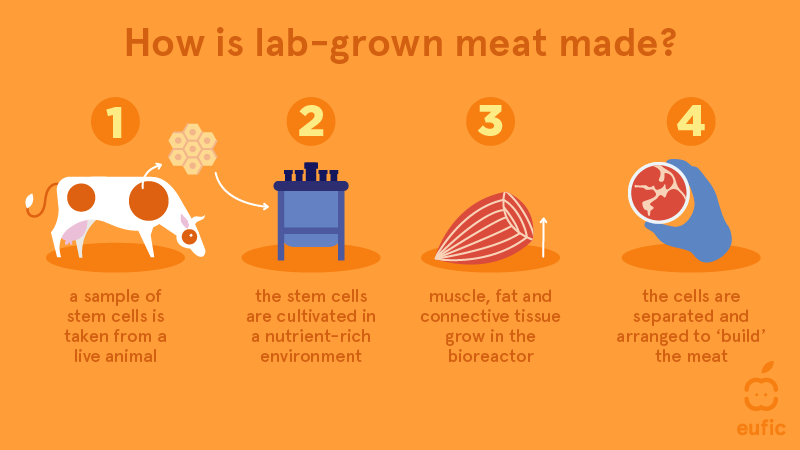 How is lab-grown meat made?
1
2
3
4
a sample of
stem cells is
taken from a
live animal
the stem cells
are cultivated in
a nutrient-rich
environment
muscle, fat and
connective tissue
grow in the
bioreactor
the cells are
separated and
arranged to ‘build’
the meat
eufic